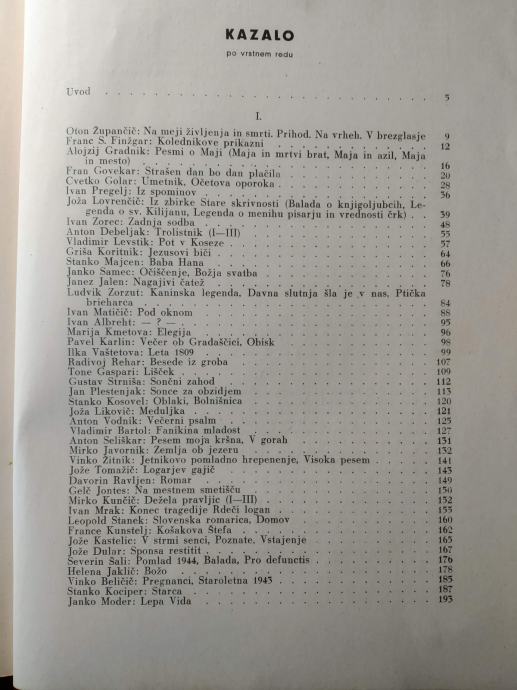 KAZALO
po vrstnem redu
Uvod . . . . . . . . . . 5
I.
Oton Župančič: Na meji življenja in smrti. Prihod. Na vrheh. V brezglasje 9
Franc S. Finžgar: Kolednikove prikazni . . . . . . . . . . 12
Alojzij Gradnik: Pesmi o Maji (Maja in mrtvi brat, Maja in azil, Maja
in mesto) . . . . . . . . . . 16
Fran Govekar: Strašen dan bo dan plačila . . . . . . . . . . 20
Cvetko Golar: Umetnik, Očetova oporoka . . . . . . . . . . 28
Ivan Pregelj: Iz spominov . . . . . . . . . . 36
Joža Lovrenčič: Iz zbirke Stare skrivnosti (Balada o knjigoljubcih, Le-
genda o sv. Kilijanu, Legenda o menihu pisarju in vrednosti črk) . . 39
Ivan Zorec: Zadnja sodba . . . . . . . . . . 48
Anton Debeljak: Trolistnik (I—III) . . . . . . . . . . 55
Vladimir Levstik: Pot v Koseze . . . . . . . . . . 57
Griša Koritnik: Jezusovi biči . . . . . . . . . . 64
Stanko Majcen: Baba Hana . . . . . . . . . . 66
Janko Samec: Očiščenje, Božja svatba . . . . . . . . . . 76
Janez Jalen: Nagajivi čatež . . . . . . . . . . 78
Ludvik Zorzut: Kaninska legenda, Davna slutnja šla je v nas, Ptička
brieharca . . . . . . . . . . 84
Ivan Matičič: Pod oknom . . . . . . . . . . 88
Ivan Albreht: — ? — . . . . . . . . . . 95
Marija Kmetova: Elegija . . . . . . . . . . 96
Pavel Karlin: Večer ob Gradaščici, Obisk . . . . . . . . . . 98
Ilka Vaštetova: Leta 1809 . . . . . . . . . . 99
Radivoj Rehar: Besede iz groba . . . . . . . . . . 107
Tone Gaspari: Lišček . . . . . . . . . . 109
Gustav Strniša: Sončni zahod . . . . . . . . . . 112
Jan Plestenjak: Sonce za obzidjem . . . . . . . . . . 113
Stanko Kosovel: Oblaki, Bolnišnica . . . . . . . . . . 120
Joža Likovič: Meduljka . . . . . . . . . . 121
Anton Vodnik: Večerni psalm . . . . . . . . . . 125
Vladimir Bartol: Fanikina mladost . . . . . . . . . . 127
Anton Seliškar: Pesem moja kršna, V gorah . . . . . . . . . . 131
Mirko Javornik: Zemlja ob jezeru . . . . . . . . . . 132
Vinko Žitnik: Jetnikovo pomladno hrepenenje, Visoka pesem . . . . . . . . . . 141
Jože Tomažič: Logarjev gajič . . . . . . . . . . 143
Davorin Ravljen: Romar . . . . . . . . . . 149
Gelč Jontes: Na mestnem smetišču . . . . . . . . . . 150
Mirko Kunčič: Dežela pravljic (I—III) . . . . . . . . . . 152
Ivan Mrak: Konec tragedije Rdeči logan . . . . . . . . . . 153
Leopold Stanek: Slovenska romarica, Domov . . . . . . . . . . 160
France Kunstelj: Košakova Štefa . . . . . . . . . . 162
Jože Kastelic: V strmi senci, Poznate, Vstajenje . . . . . . . . . . 165
Jože Dular: Sponsa restitit . . . . . . . . . . 167
Severin Šali: Pomlad 1944, Balada, Pro defunctis . . . . . . . . . . 176
Helena Jaklič: Božo . . . . . . . . . . 178
Vinko Beličič: Pregnanci, Staroletna 1943 . . . . . . . . . . 185
Stanko Kociper: Starca . . . . . . . . . . 187
Janko Moder: Lepa Vida . . . . . . . . . . 193